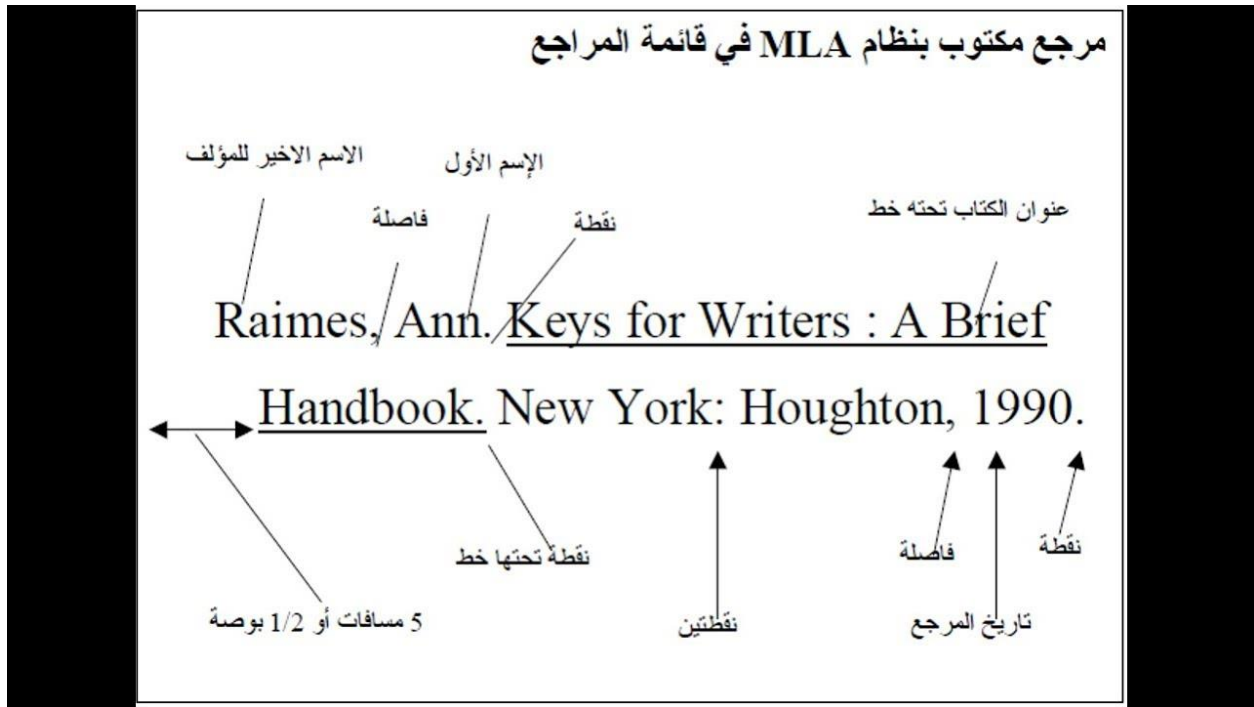 مرجع مكتوب بنظام MLA في قائمة المراجع
الاسم الاخير للمؤلف
الإسم الأول
عنوان الكتاب تحته خط
فاصلة
نقطة
Raimes, Ann. Keys for Writers : A Brief
Handbook. New York: Houghton, 1990.
نقطة تحتها خط
فاصلة
نقطة
5 مسافات أو 1/2 بوصة
نقطتين
تاريخ المرجع